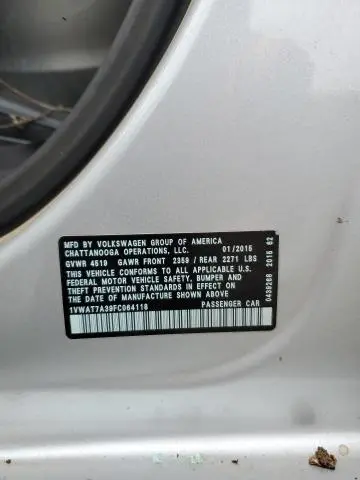 MFD BY VOLKSWAGEN GROUP OF AMERICA
CHATTANOOGA OPERATIONS, LLC. 01/2015
GVWR 4519 GAWR FRONT 2359 / REAR 2271 LBS
THIS VEHICLE CONFORMS TO ALL APPLICABLE U.S.
FEDERAL MOTOR VEHICLE SAFETY, BUMPER AND
THEFT PREVENTION STANDARDS IN EFFECT ON
THE DATE OF MANUFACTURE SHOWN ABOVE
PASSENGER CAR
1VWAT7A39FC064116
0439268 2015 62